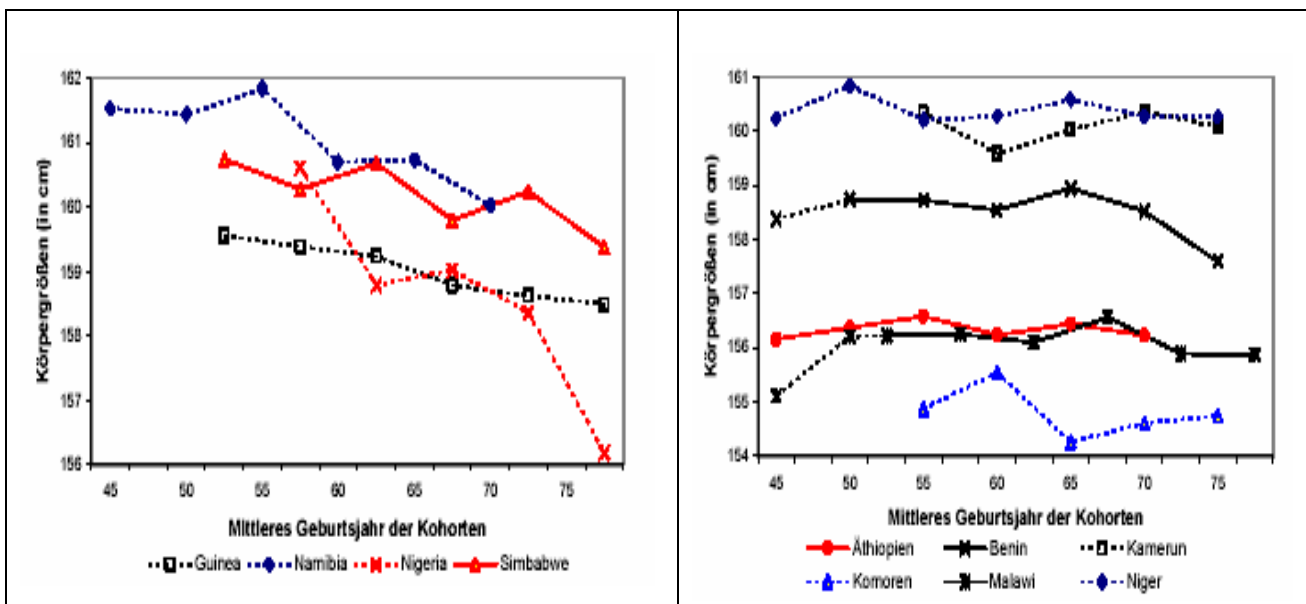 162
161
160
159
158
157
156
Körpergrößen (in cm)
45 50 55 60 65 70 75
Mittleres Geburtsjahr der Kohorten
Guinea Namibia Nigeria Simbabwe
161
160
159
158
157
156
155
154
Körpergrößen (in cm)
45 50 55 60 65 70 75
Mittleres Geburtsjahr der Kohorten
Äthiopien Benin Kamerun
Komoren Malawi Niger